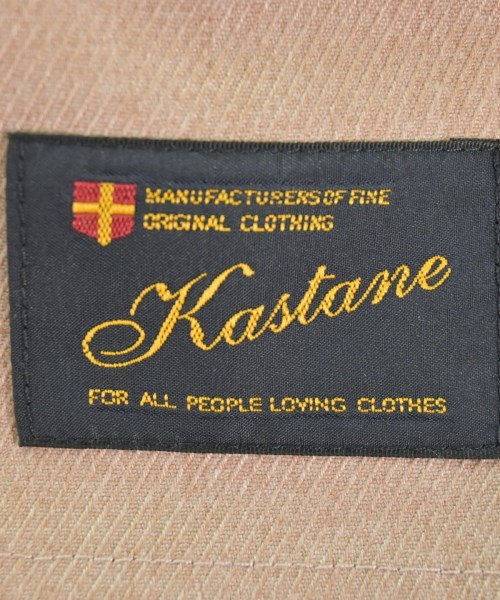 MANUFACTURERS OF FINE
ORIGINAL CLOTHING
Kastane
FOR ALL PEOPLE LOVING CLOTHES